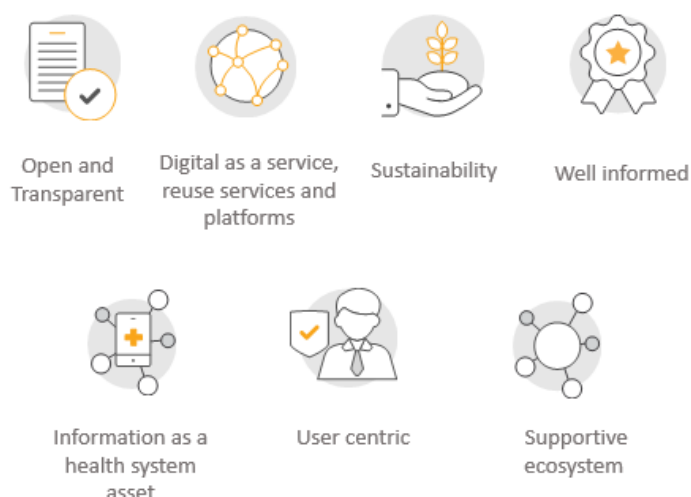 Open and
Transparent
Digital as a service,
reuse services and
platforms
Sustainability
Well informed
Information as a
health system
asset
User centric
Supportive
ecosystem